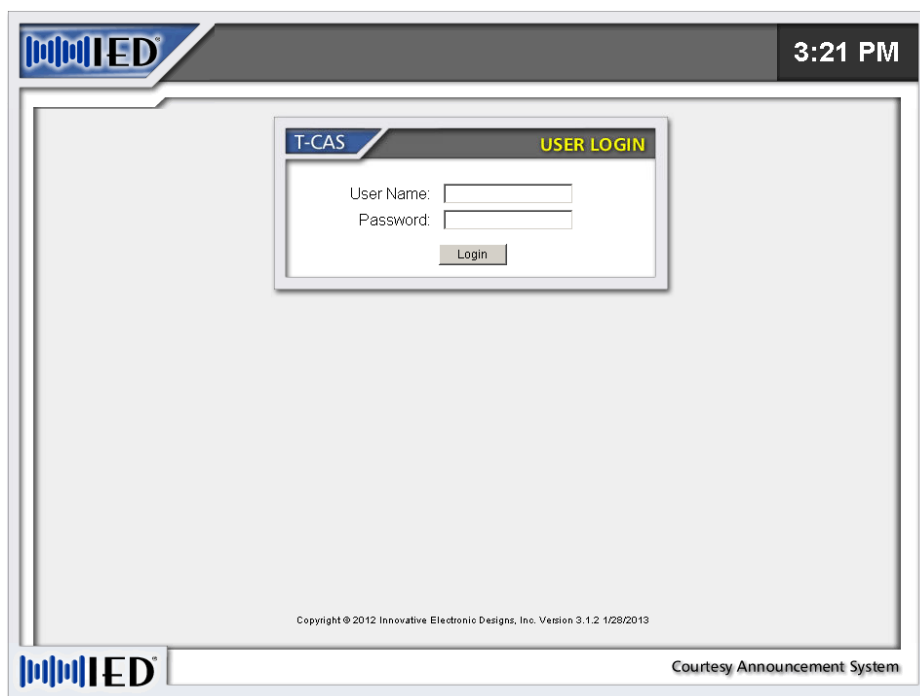 IED®
3:21 PM
T-CAS
USER LOGIN
User Name:
Password:
Login
Copyright © 2012 Innovative Electronic Designs, Inc. Version 3.1.2 1/28/2013
IED®
Courtesy Announcement System